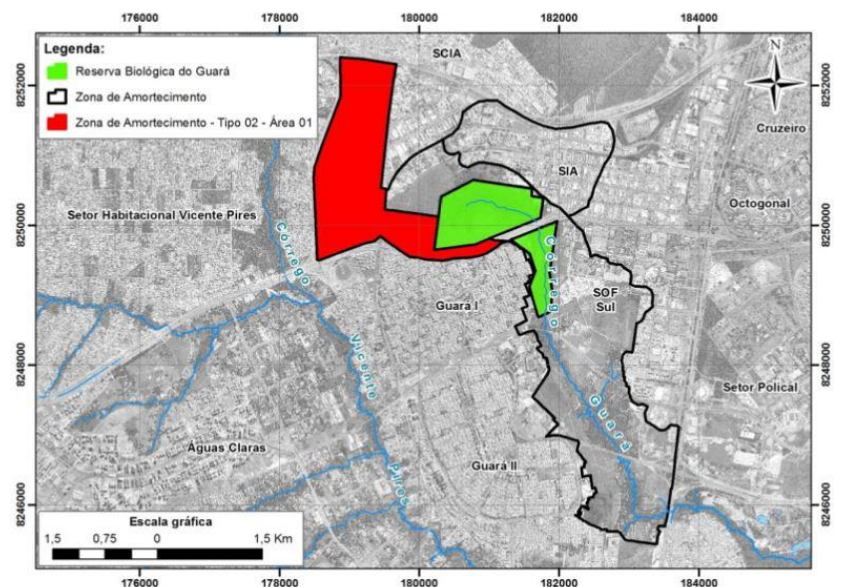 176000 178000 180000 182000 184000
Legenda:
Reserva Biológica do Guará
Zona de Amortecimento
Zona de Amortecimento - Tipo 02 - Área 01
SCIA
N
8252000
8252000
Cruzeiro
SIA
Octogonal
Setor Habitacional Vicente Pires
8250000
8250000
Córrego
Vicente
Pires
Córrego
Guará
SOF
Sul
Guará I
8248000
8248000
Setor Polical
Águas Claras
Guará II
8246000
8246000
Escala gráfica
1,5 0,75 0 1,5 Km
176000 178000 180000 182000 184000